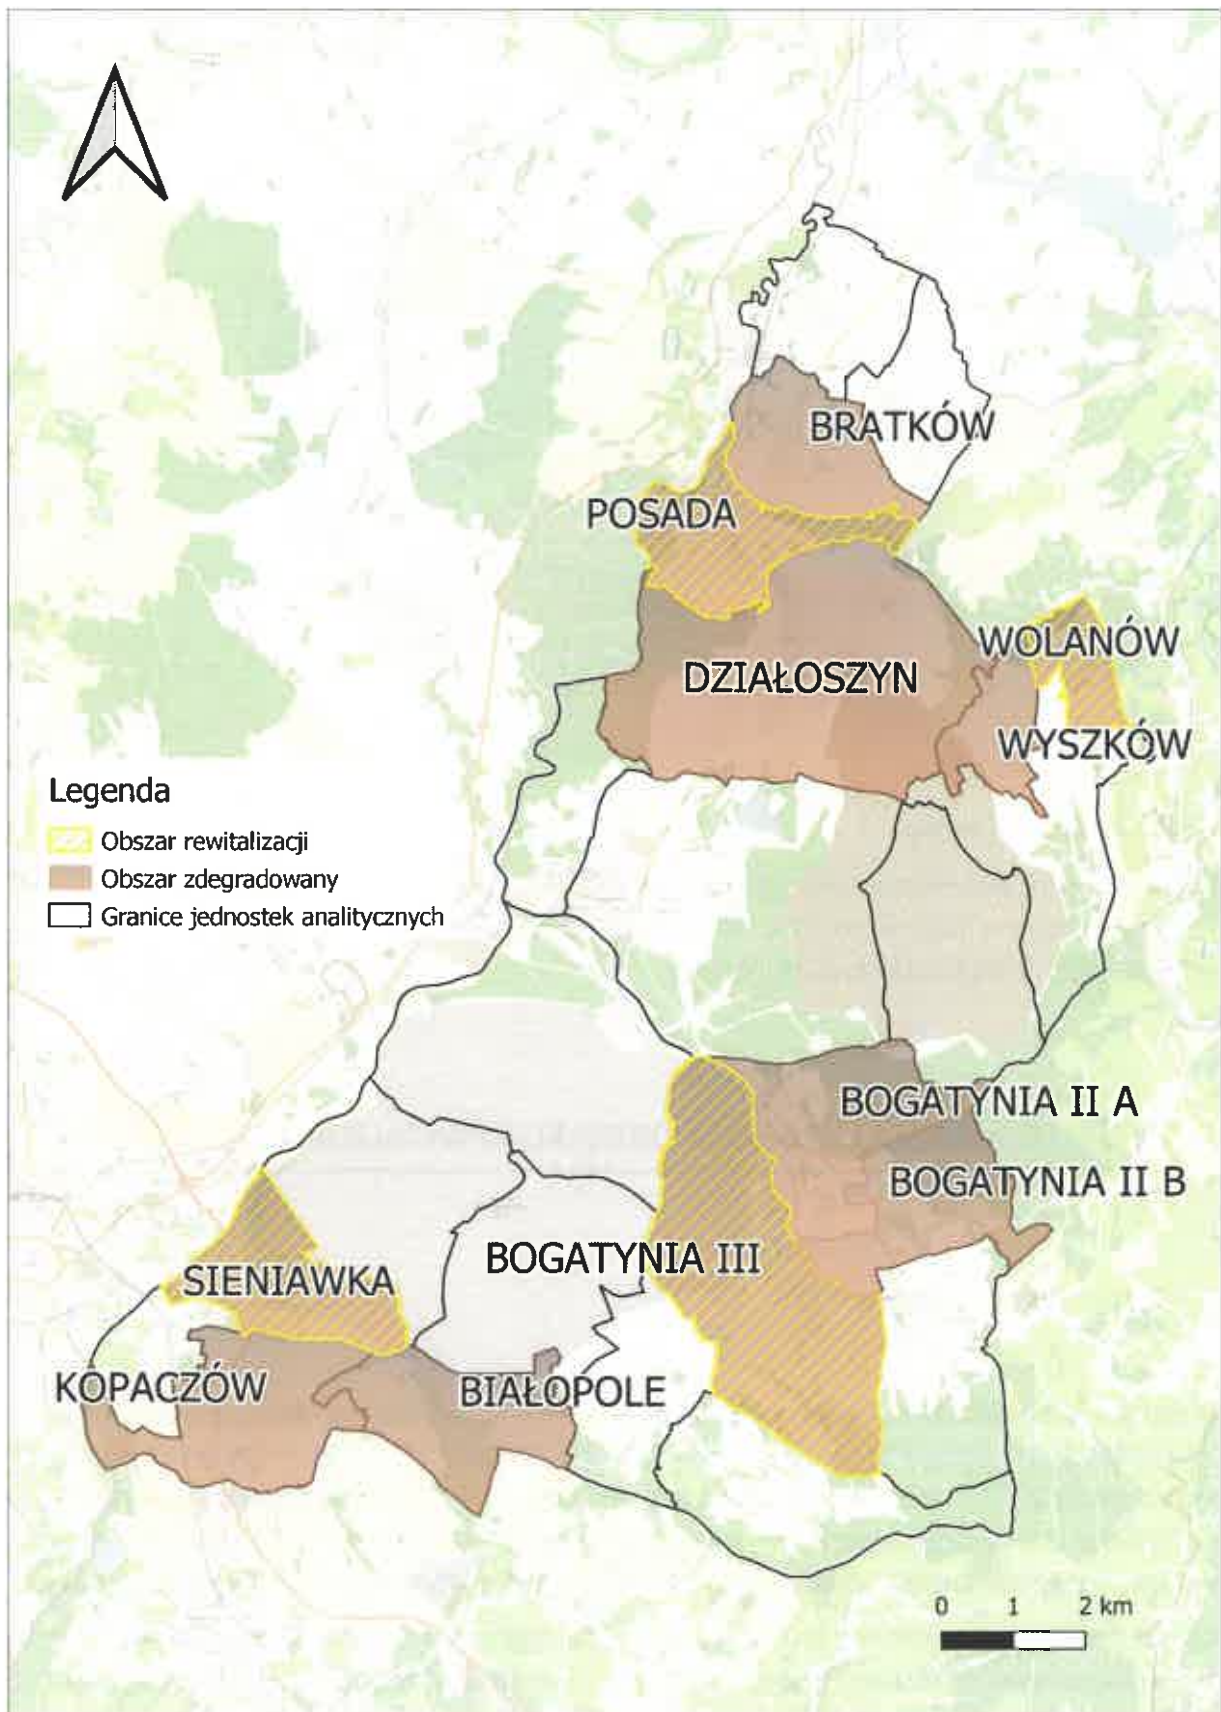 BRATKÓW
POSADA
WOLANÓW
DZIAŁOSZYN
WYSZKÓW
Legenda
Obszar rewitalizacji
Obszar zdegradowany
Granice jednostek analitycznych
BOGATYNIA II A
BOGATYNIA II B
BOGATYNIA III
SIENIAWKA
KOPACZÓW
BIAŁOPOLE
0 1 2 km